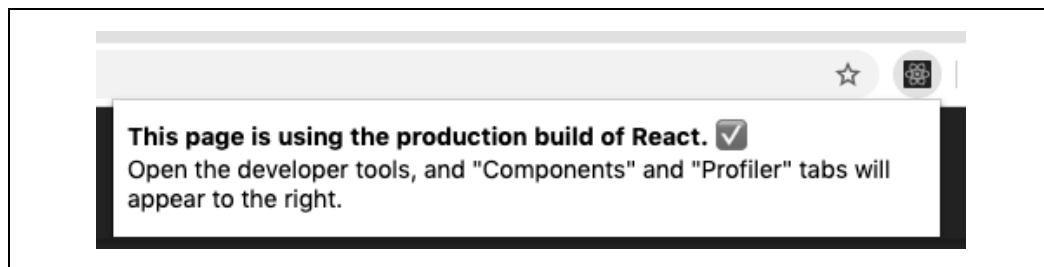 This page is using the production build of React. ☑
Open the developer tools, and "Components" and "Profiler" tabs will
appear to the right.